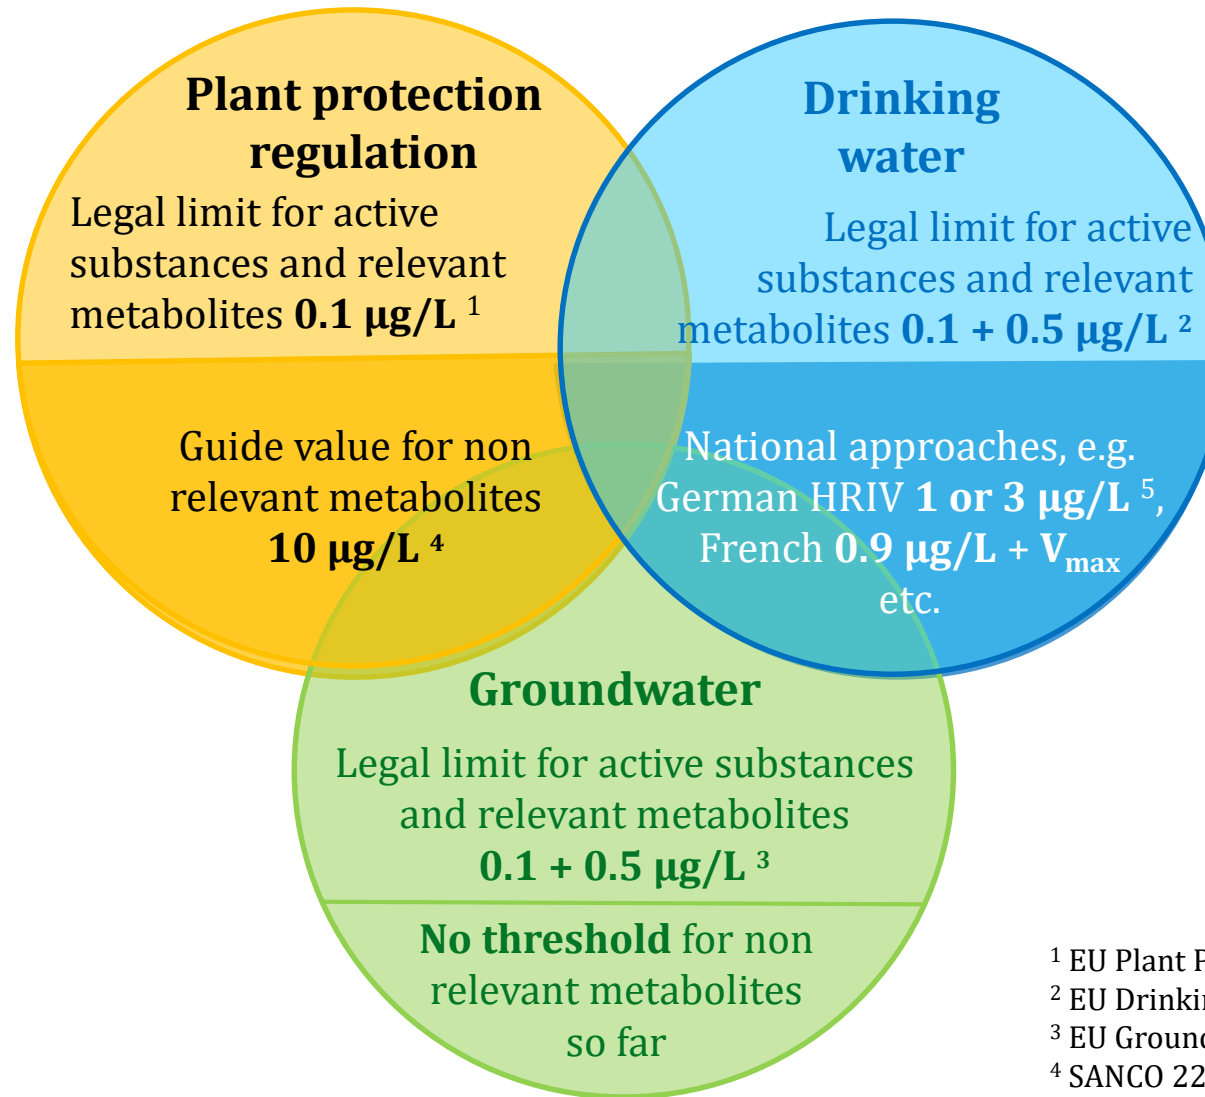 Plant protection
regulation
Legal limit for active
substances and relevant
metabolites 0.1 µg/L ¹
Guide value for non
relevant metabolites
10 µg/L ⁴
Drinking
water
Legal limit for active
substances and relevant
metabolites 0.1 + 0.5 µg/L ²
National approaches, e.g.
German HRIV 1 or 3 µg/L ⁵,
French 0.9 µg/L + Vmax
etc.
Groundwater
Legal limit for active substances
and relevant metabolites
0.1 + 0.5 µg/L ³
No threshold for non
relevant metabolites
so far
¹ EU Plant
² EU
³ EU
⁴ SANCO